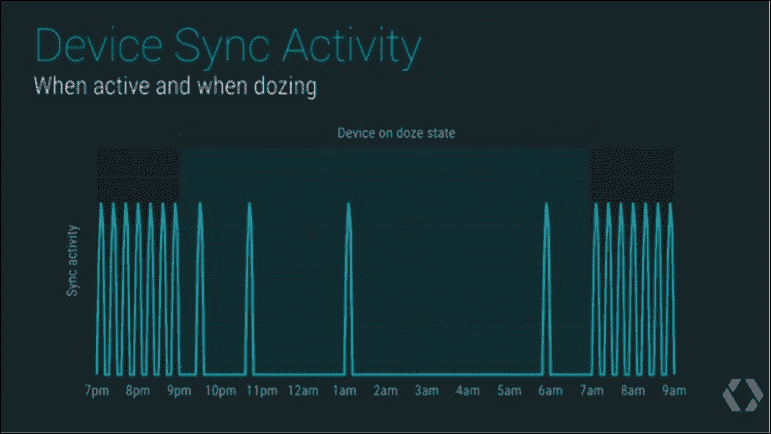 Device Sync Activity
When active and when dozing
Device on doze state
Sync activity
7pm 8pm 9pm 10pm 11pm 12am 1am 2am 3am 4am 5am 6am 7am 8am 9am